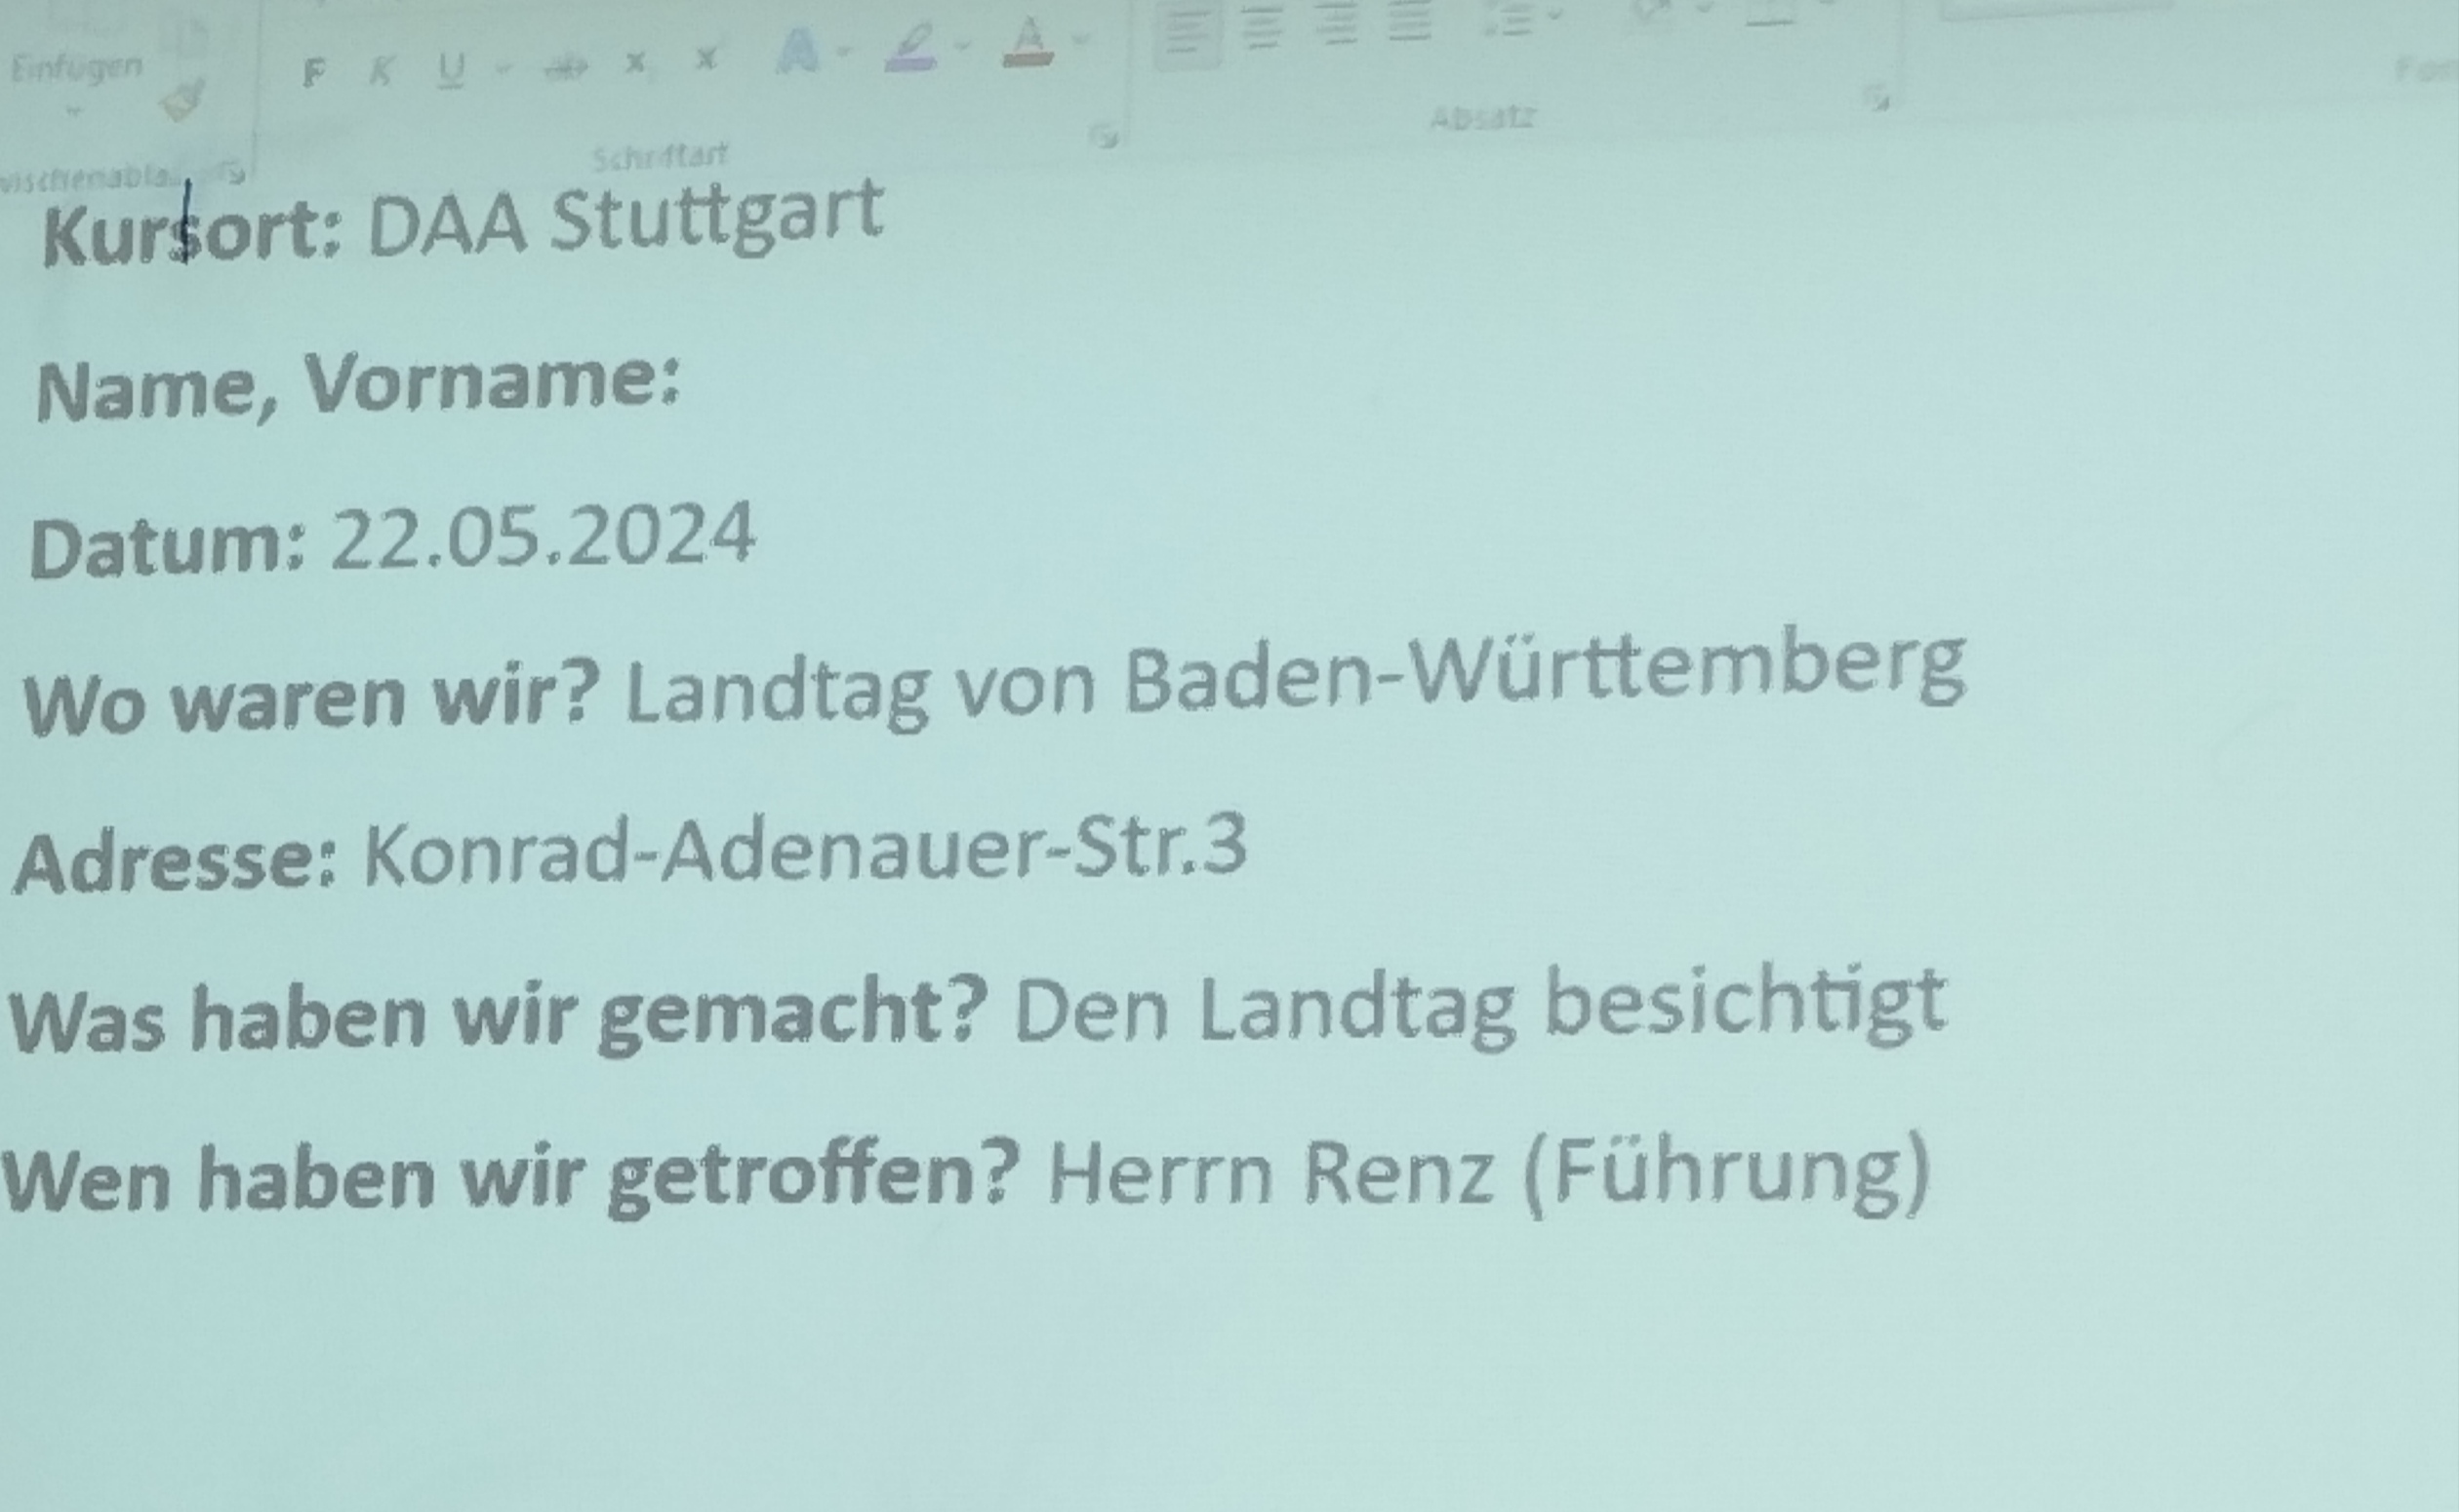 Einfügen
F K U ab x x A A
Schriftart
Absatz
Kursort: DAA Stuttgart
Name, Vorname:
Datum: 22.05.2024
Wo waren wir? Landtag von Baden-Württemberg
Adresse: Konrad-Adenauer-Str.3
Was haben wir gemacht? Den Landtag besichtigt
Wen haben wir getroffen? Herrn Renz (Führung)